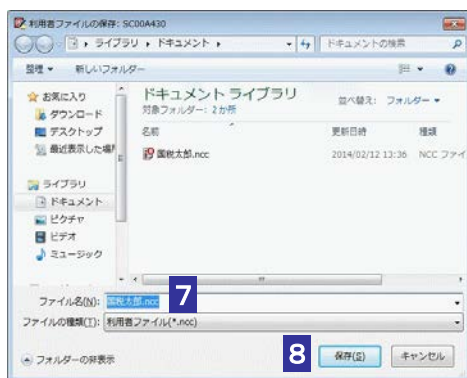 利用者ファイルの保存: SC00A430
ライブラリ ▸ ドキュメント ▸
ドキュメントの検索
整理 ▼ 新しいフォルダー
お気に入り
ダウンロード
デスクトップ
最近表示した場所
ライブラリ
ドキュメント
ピクチャ
ビデオ
ミュージック
ドキュメント ライブラリ
対象フォルダー: 2 か所
並べ替え: フォルダー ▼
名前 更新日時 種類
国税太郎.ncc 2014/02/12 13:36 NCC ファイ
ファイル名(N): 国税太郎.ncc
7
ファイルの種類(T): 利用者ファイル(*.ncc)
フォルダーの非表示
8
保存(S)
キャンセル